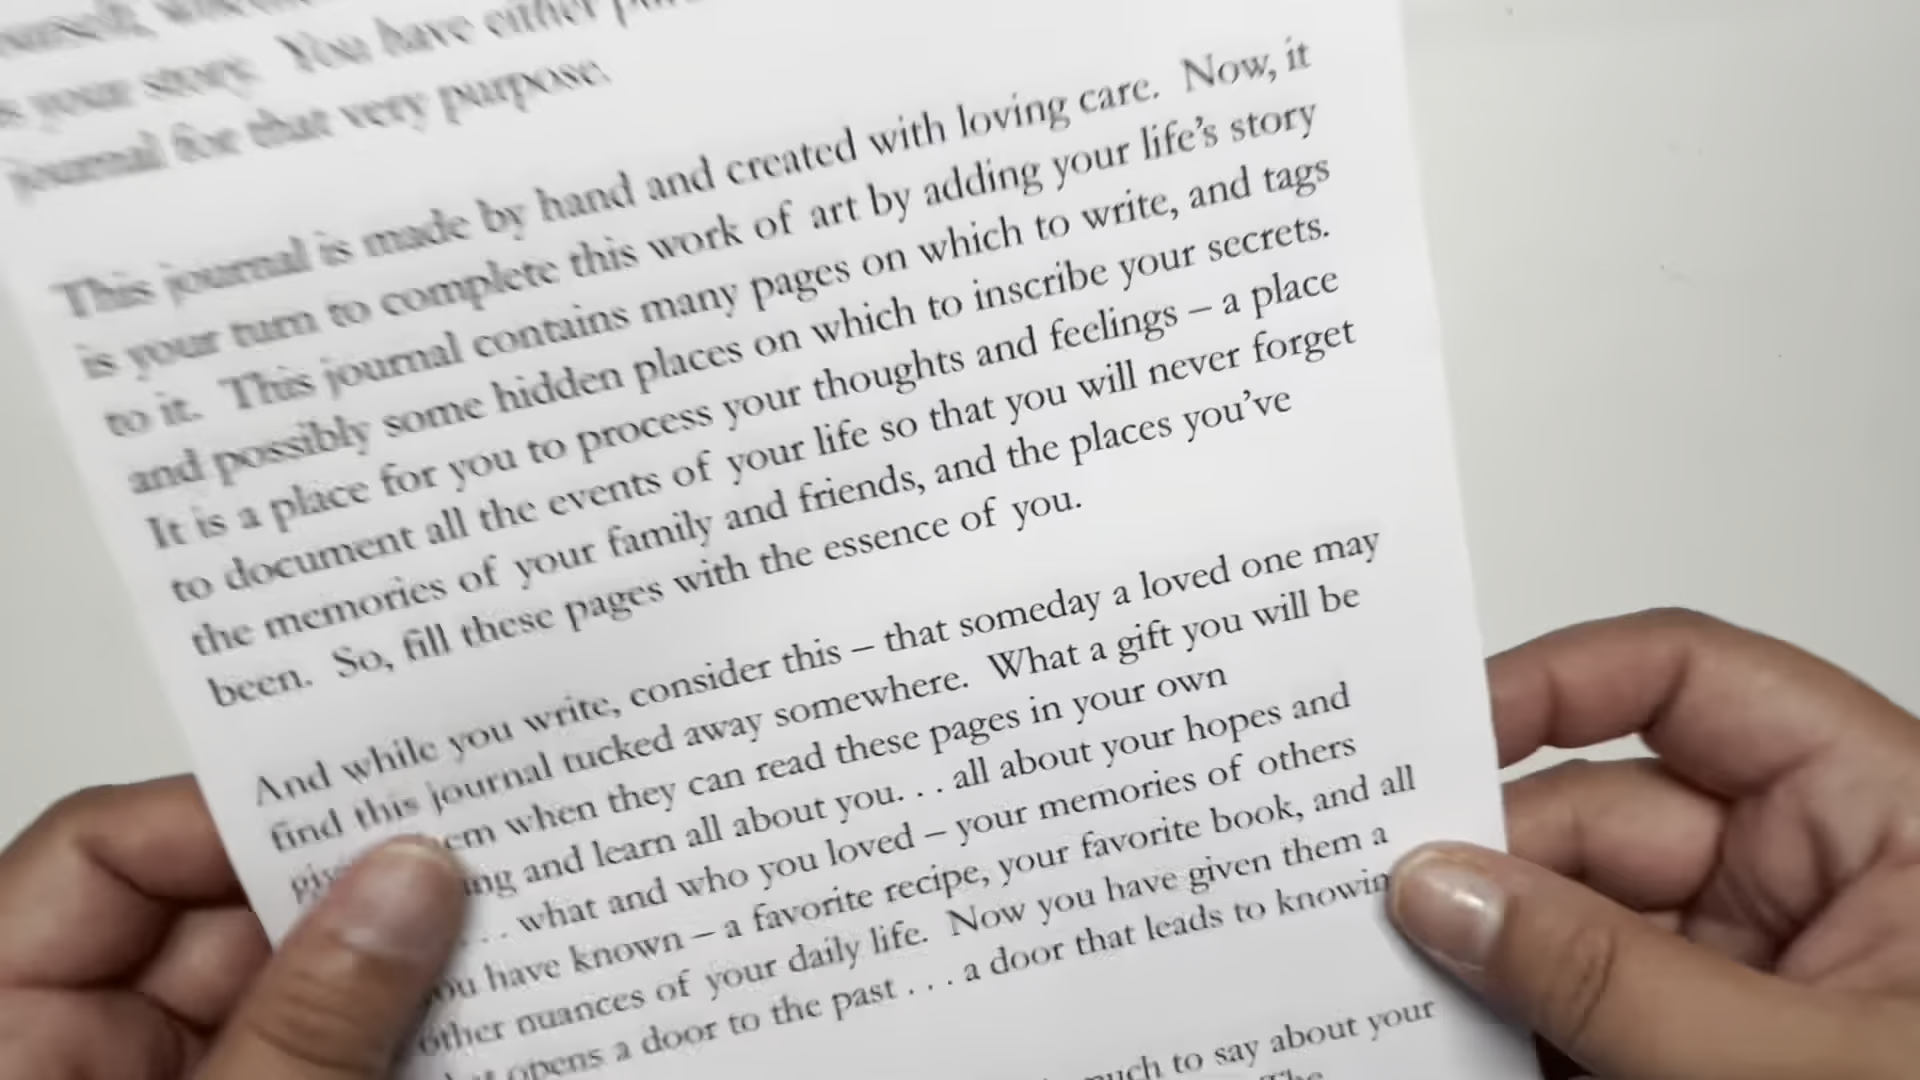 is your story. You have either
journal for that very purpose.
This journal is made by hand and created with loving care. Now, it
is your turn to complete this work of art by adding your life's story
to it. This journal contains many pages on which to write, and tags
and possibly some hidden places on which to inscribe your secrets.
It is a place for you to process your thoughts and feelings – a place
to document all the events of your life so that you will never forget
the memories of your family and friends, and the places you've
been. So, fill these pages with the essence of you.
And while you write, consider this – that someday a loved one may
find this journal tucked away somewhere. What a gift you will be
when they can read these pages in your own
and learn all about you. . . all about your hopes and
. . . what and who you loved – your memories of others
you have known – a favorite recipe, your favorite book, and all
other nuances of your daily life. Now you have given them a
opens a door to the past . . . a door that leads to
to say about your
The